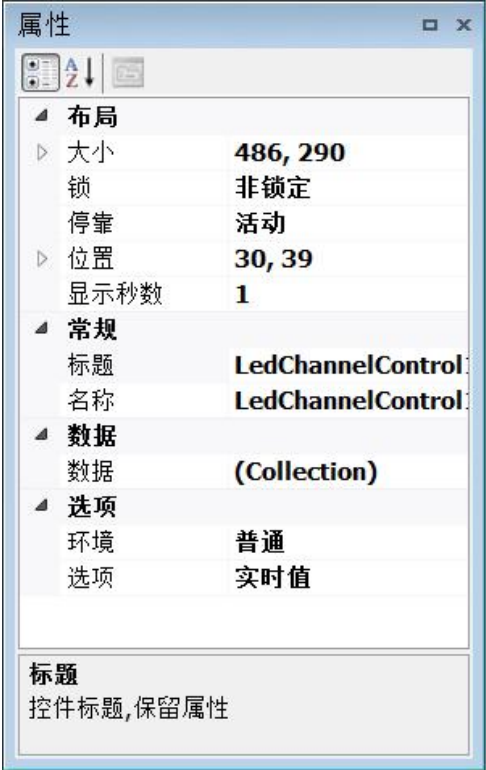 属性
布局
大小 486, 290
锁 非锁定
停靠 活动
位置 30, 39
显示秒数 1
常规
标题 LedChannelControl1
名称 LedChannelControl1
数据
数据 (Collection)
选项
环境 普通
选项 实时值
标题
控件标题,保留属性